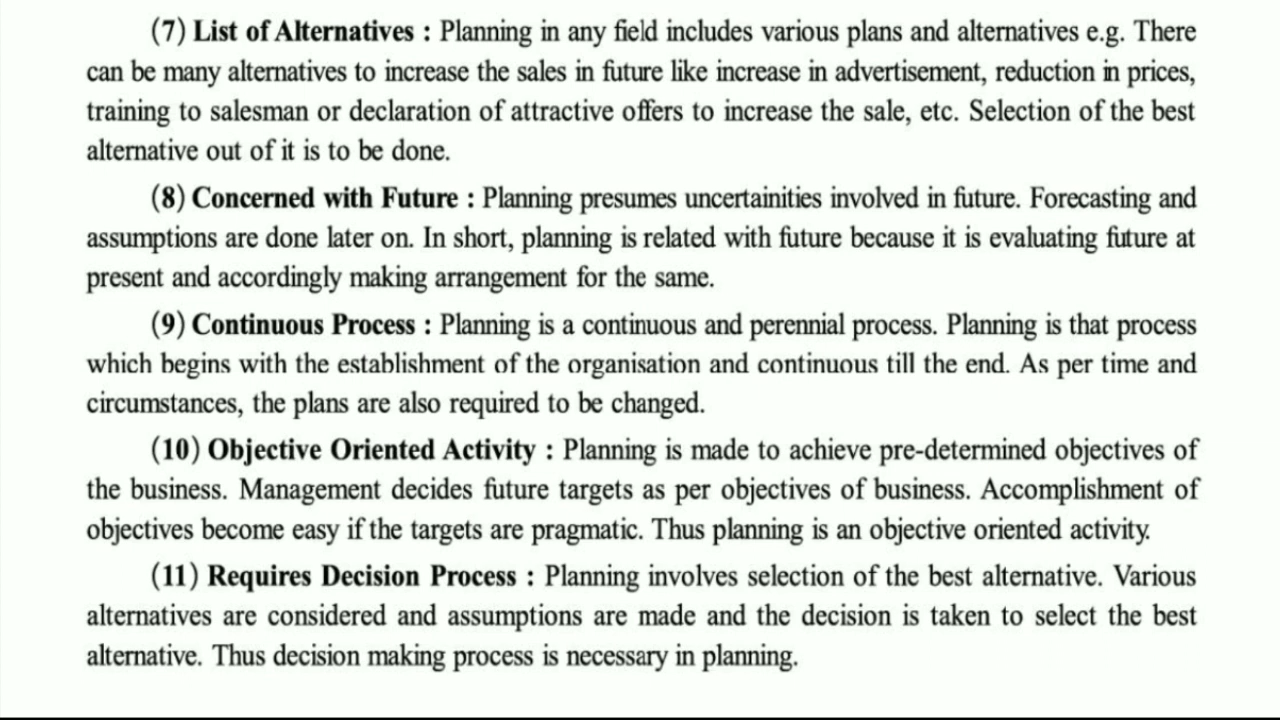 (7) List of Alternatives : Planning in any field includes various plans and alternatives e.g. There
can be many alternatives to increase the sales in future like increase in advertisement, reduction in prices,
training to salesman or declaration of attractive offers to increase the sale, etc. Selection of the best
alternative out of it is to be done.
(8) Concerned with Future : Planning presumes uncertainities involved in future. Forecasting and
assumptions are done later on. In short, planning is related with future because it is evaluating future at
present and accordingly making arrangement for the same.
(9) Continuous Process : Planning is a continuous and perennial process. Planning is that process
which begins with the establishment of the organisation and continuous till the end. As per time and
circumstances, the plans are also required to be changed.
(10) Objective Oriented Activity : Planning is made to achieve pre-determined objectives of
the business. Management decides future targets as per objectives of business. Accomplishment of
objectives become easy if the targets are pragmatic. Thus planning is an objective oriented activity.
(11) Requires Decision Process : Planning involves selection of the best alternative. Various
alternatives are considered and assumptions are made and the decision is taken to select the best
alternative. Thus decision making process is necessary in planning.